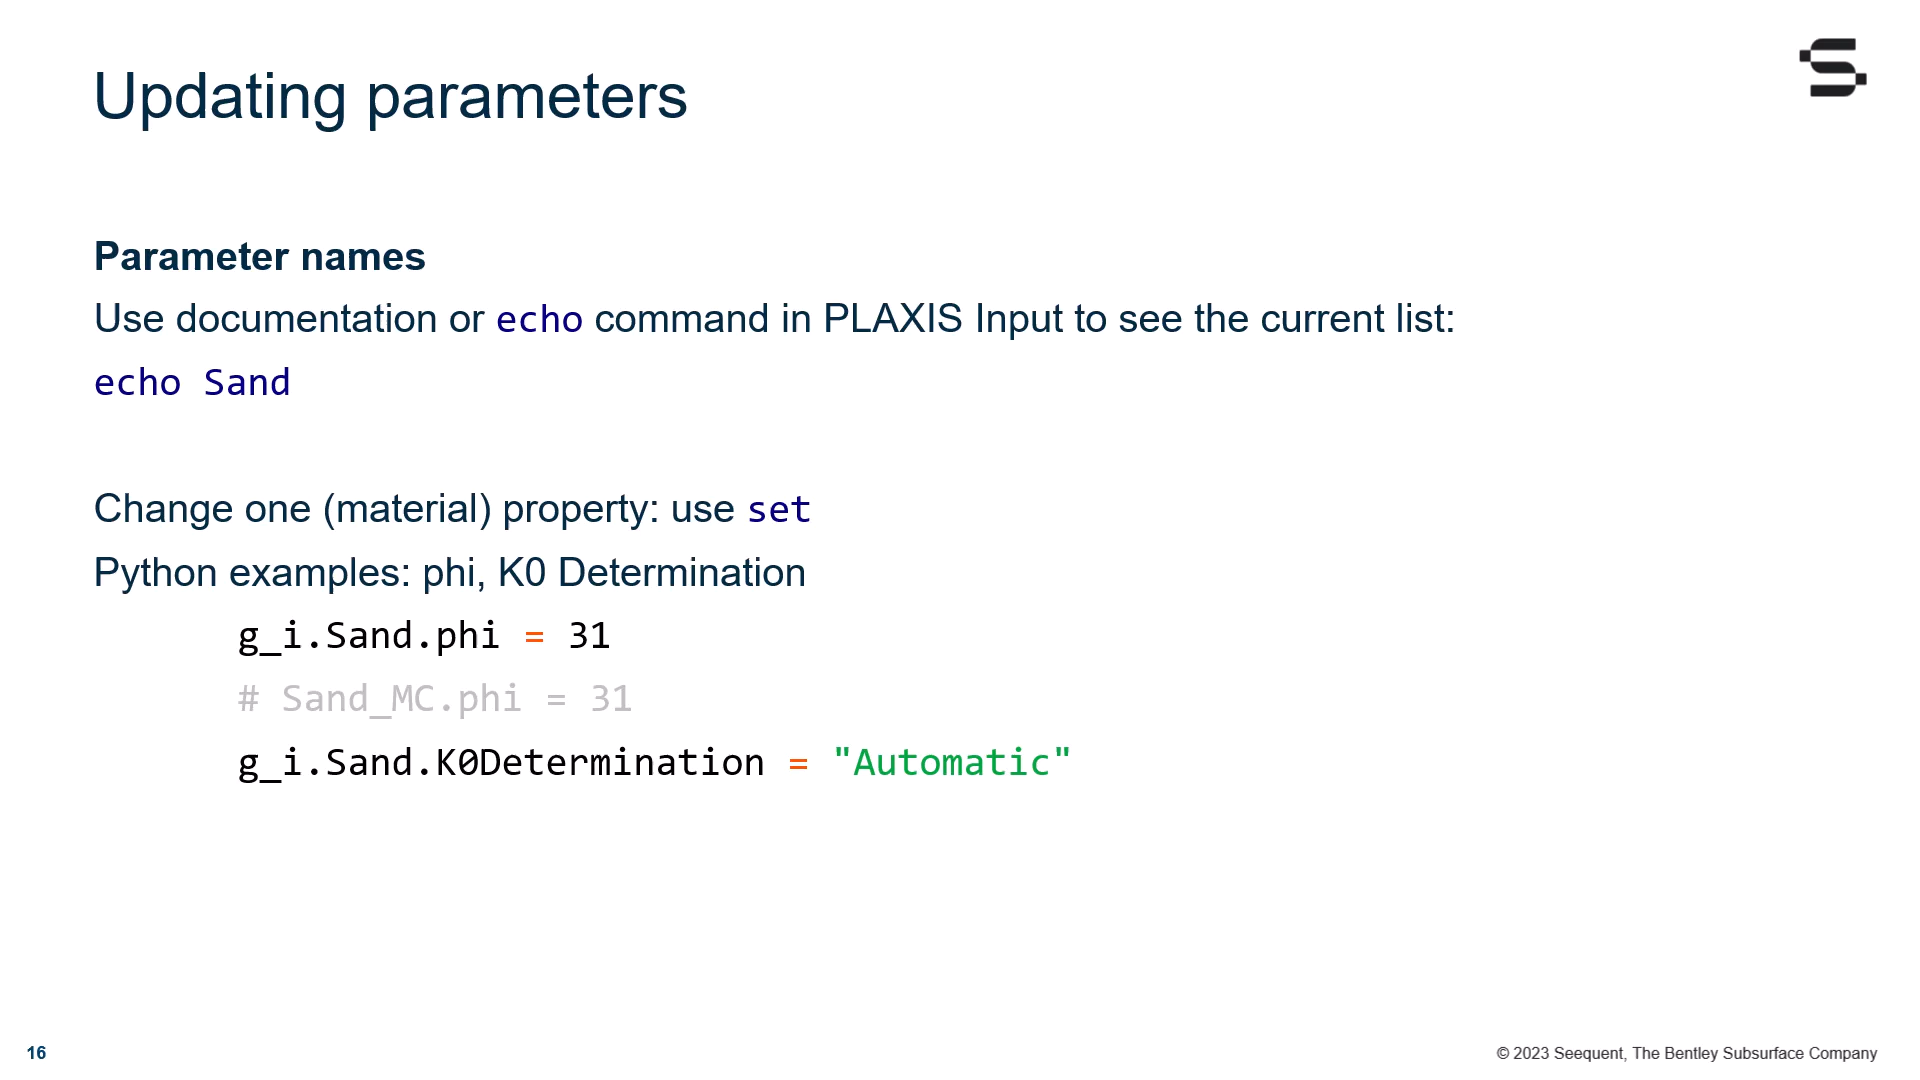 Updating parameters
Parameter names
Use documentation or echo command in PLAXIS Input to see the current list:
echo Sand
Change one (material) property: use set
Python examples: phi, K0 Determination
g_i.Sand.phi = 31
# Sand_MC.phi = 31
g_i.Sand.K0Determination = "Automatic"
16
© 2023 Seequent, The Bentley Subsurface Company